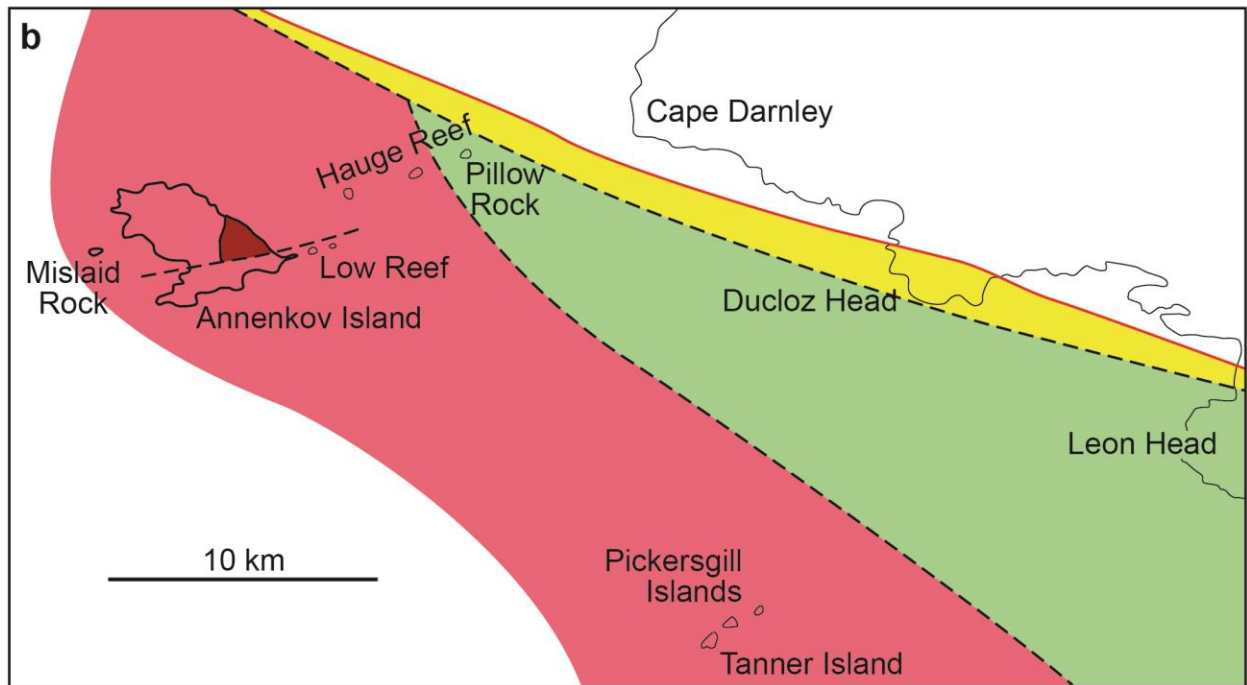 b
Cape Darnley
Hauge Reef
Pillow
Rock
Mislaid
Rock
Low Reef
Annenkov Island
Ducloz Head
Leon Head
10 km
Pickersgill
Islands
Tanner Island